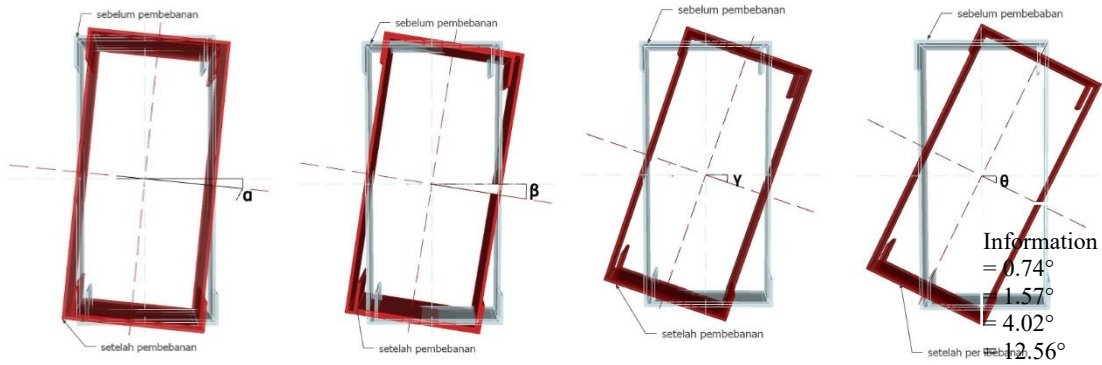 sebelum pembebanan
α
setelah pembebanan
sebelum pembebanan
β
setelah pembebanan
sebelum pembebanan
γ
setelah pembebanan
sebelum pembebaban
θ
setelah
Information
= 0.74°
= 1.57°
= 4.02°
= 12.56°